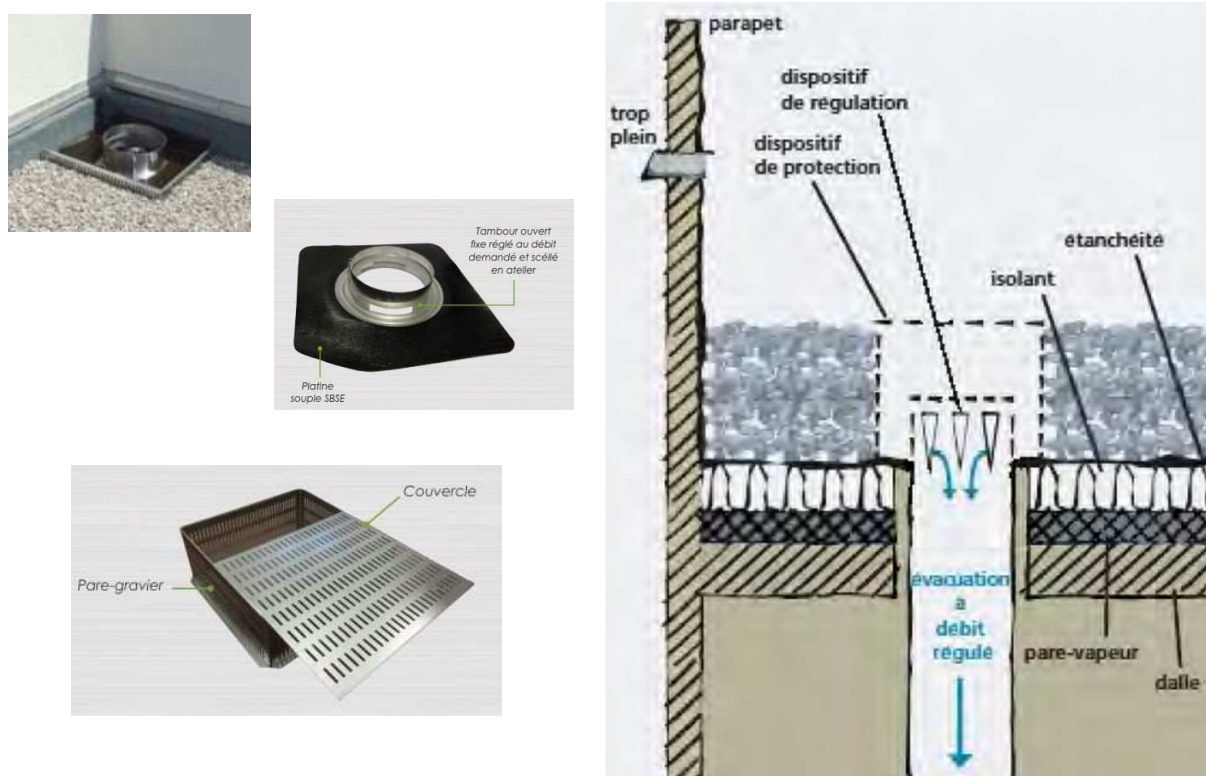 Tambour ouvert
fixe réglé au débit
demandé et scéllé
en atelier
Platine
souple SBSE
Couvercle
Pare-gravier
parapet
dispositif
de régulation
trop
plein
dispositif
de protection
étanchéité
isolant
évacuation
à
débit
régulé
pare-vapeur
dalle